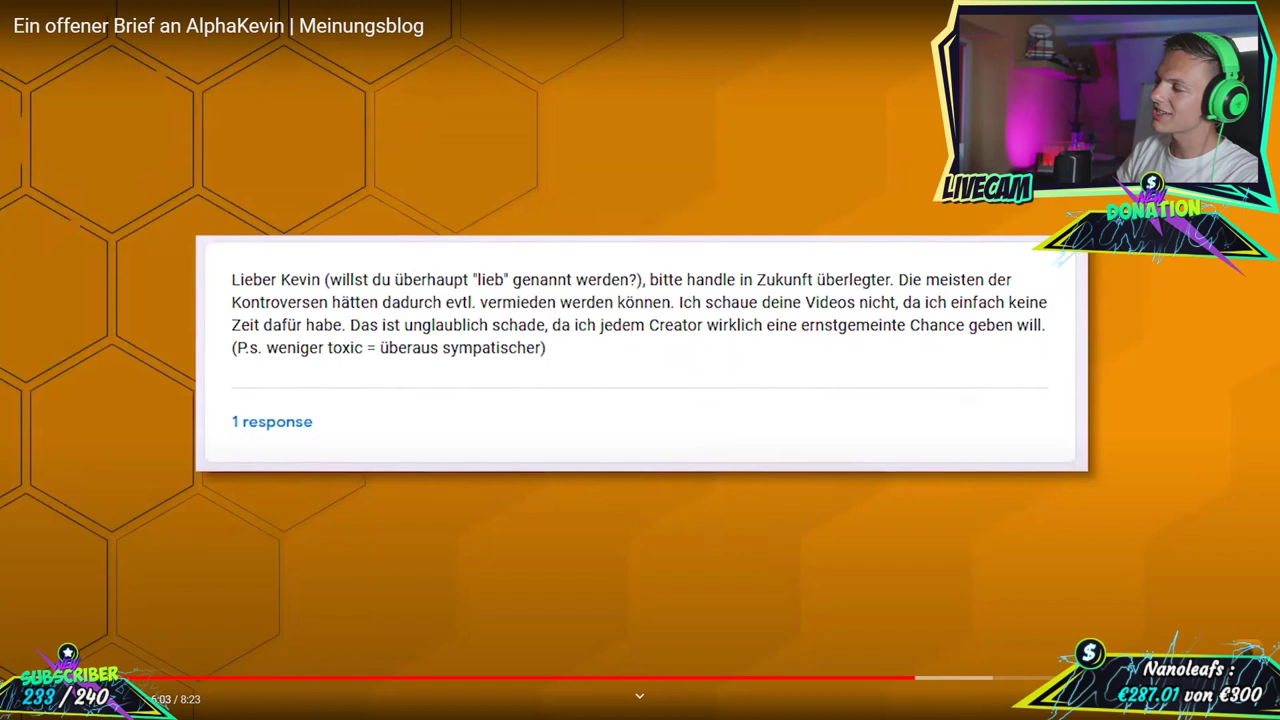 Ein offener Brief an AlphaKevin | Meinungsblog
LIVECAM
NEW
DONATION
Lieber Kevin (willst du überhaupt "lieb" genannt werden?), bitte handle in Zukunft überlegter. Die meisten der
Kontroversen hätten dadurch evtl. vermieden werden können. Ich schaue deine Videos nicht, da ich einfach keine
Zeit dafür habe. Das ist unglaublich schade, da ich jedem Creator wirklich eine ernstgemeinte Chance geben will.
(P.s. weniger toxic = überaus sympatischer)
1 response
NEW
SUBSCRIBER
233 / 240
6:03 / 8:23
$
Nanoleafs :
€287.01 von €300